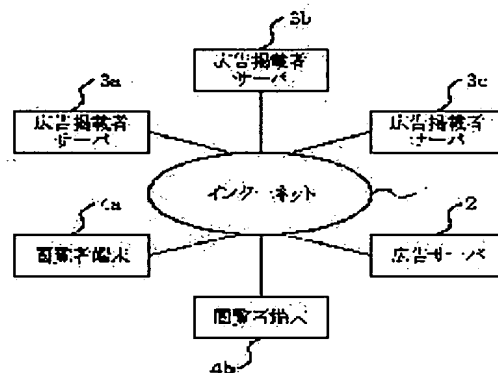 3b
広告掲載者
サーバ
3a
広告掲載者
サーバ
3c
広告掲載者
サーバ
インターネット
4a
閲覧者端末
2
広告サーバ
閲覧者端末
4b